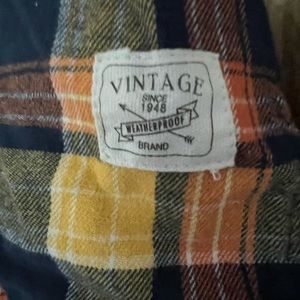 VINTAGE
SINCE
1948
WEATHERPROOF
BRAND